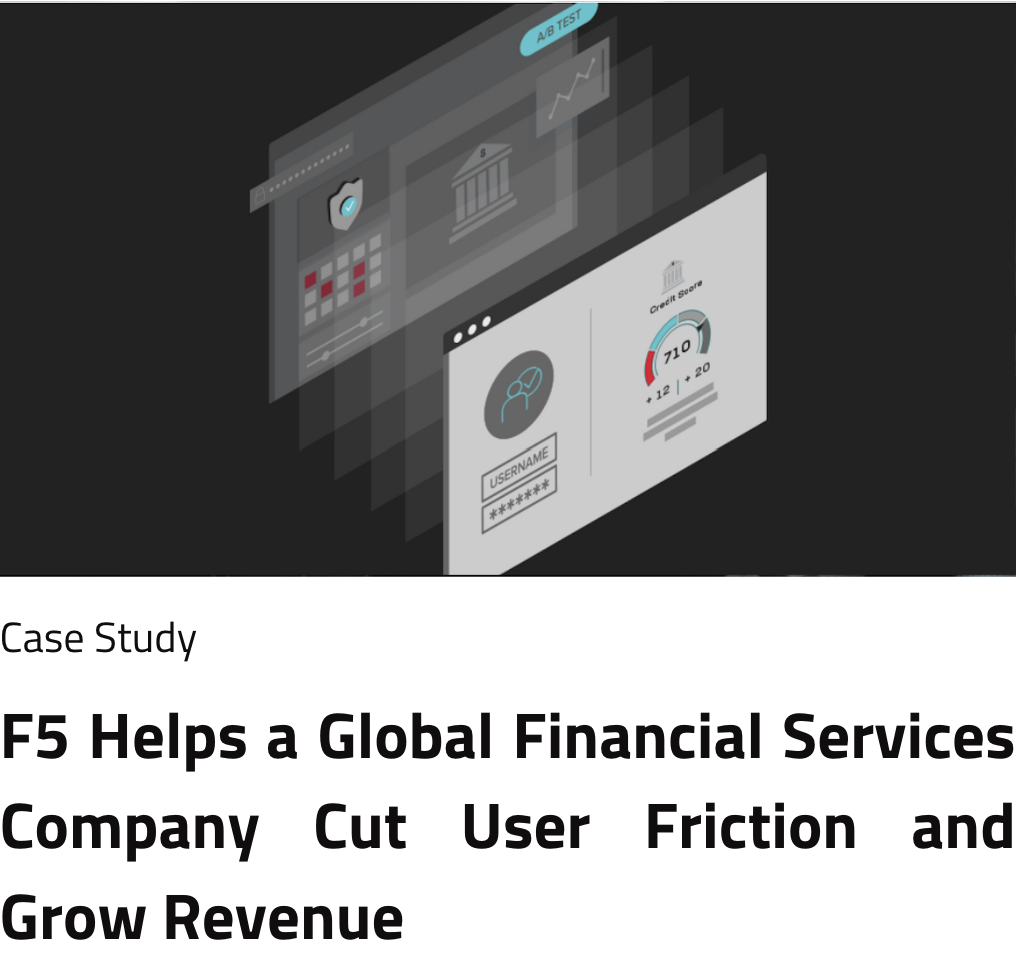 A/B TEST
$
Credit Score
710
+ 12 | + 20
USERNAME
*******
Case Study
F5 Helps a Global Financial Services
Company Cut User Friction and
Grow Revenue